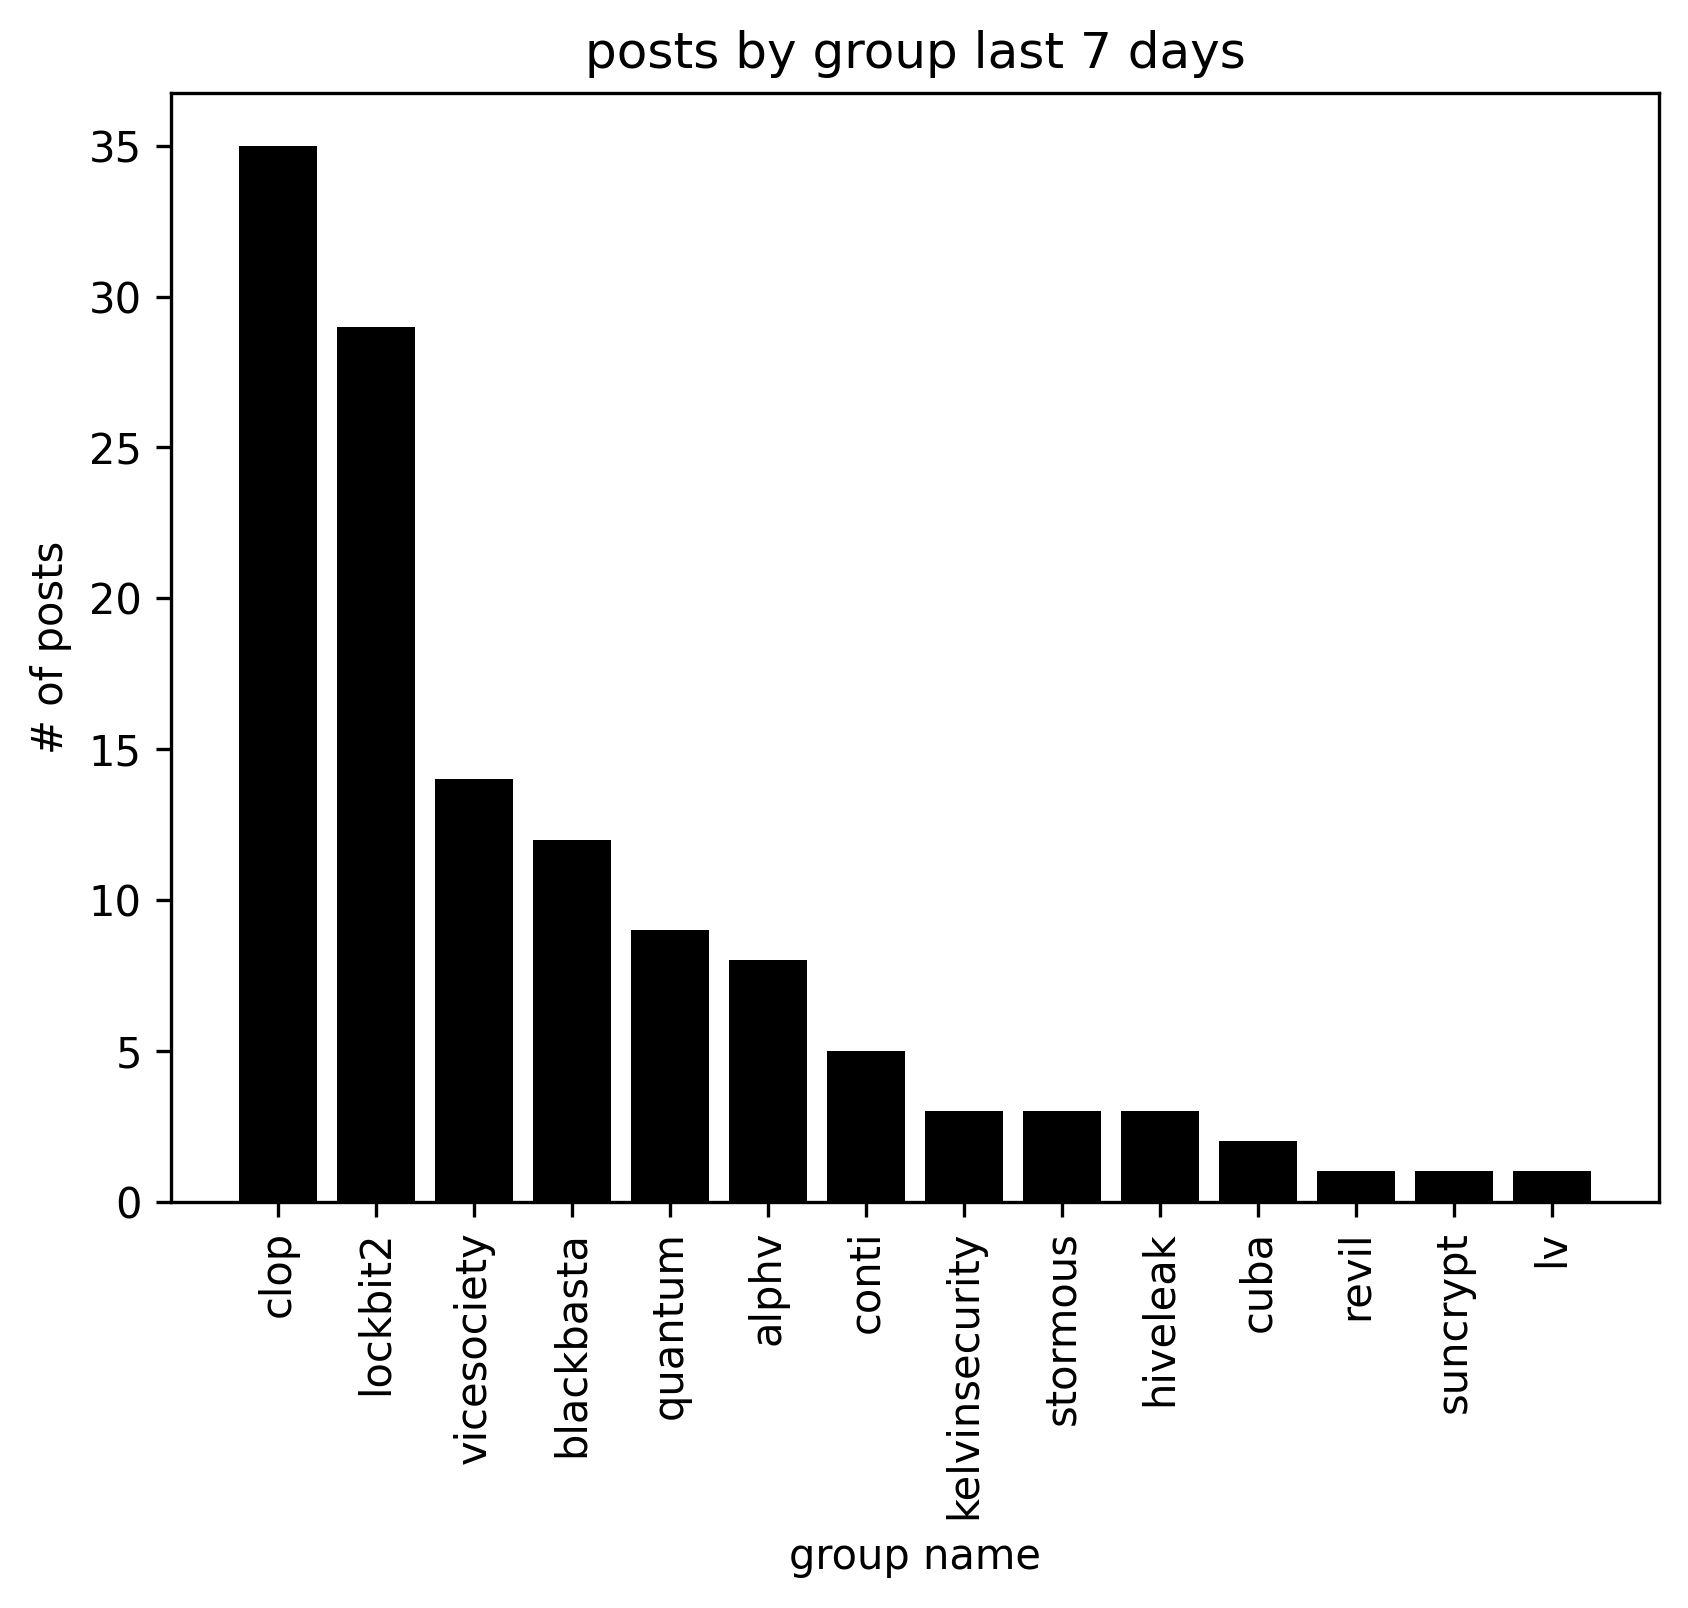 posts by group last 7 days
# of posts
35
30
25
20
15
10
5
0
clop
lockbit2
vicesociety
blackbasta
quantum
alphv
conti
kelvinsecurity
stormous
hiveleak
cuba
revil
suncrypt
lv
group name